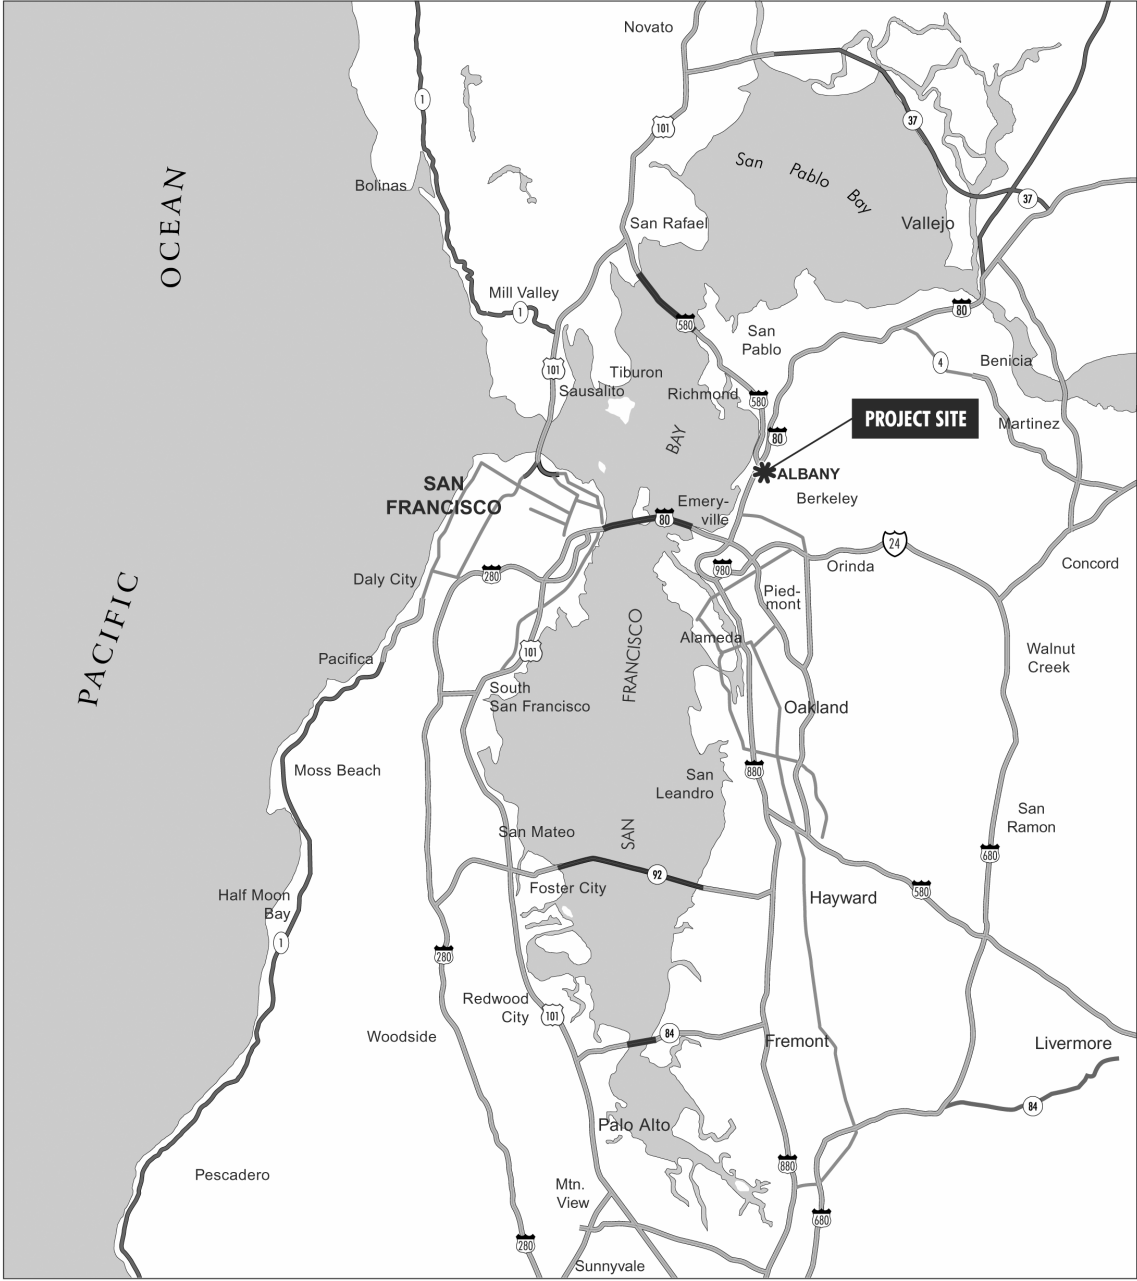 Novato
1
101
37
San Pablo Bay
OCEAN
Bolinas
37
San Rafael
Vallejo
Mill Valley
1
80
580
San
Pablo
4
Benicia
101
Tiburon
Sausalito
Richmond
580
PROJECT SITE
Martinez
80
BAY
ALBANY
SAN
FRANCISCO
Berkeley
Emery-
ville
80
24
Orinda
Concord
980
280
Daly City
Pied-
mont
FRANCISCO
Alameda
Walnut
Creek
PACIFIC
101
Pacifica
South
San Francisco
Oakland
Moss Beach
880
San
Leandro
San
Ramon
San Mateo
SAN
680
92
Foster City
580
Hayward
Half Moon
Bay
1
280
Redwood
City
101
Woodside
84
Fremont
Livermore
84
Palo Alto
880
Pescadero
Mtn.
View
680
280
Sunnyvale